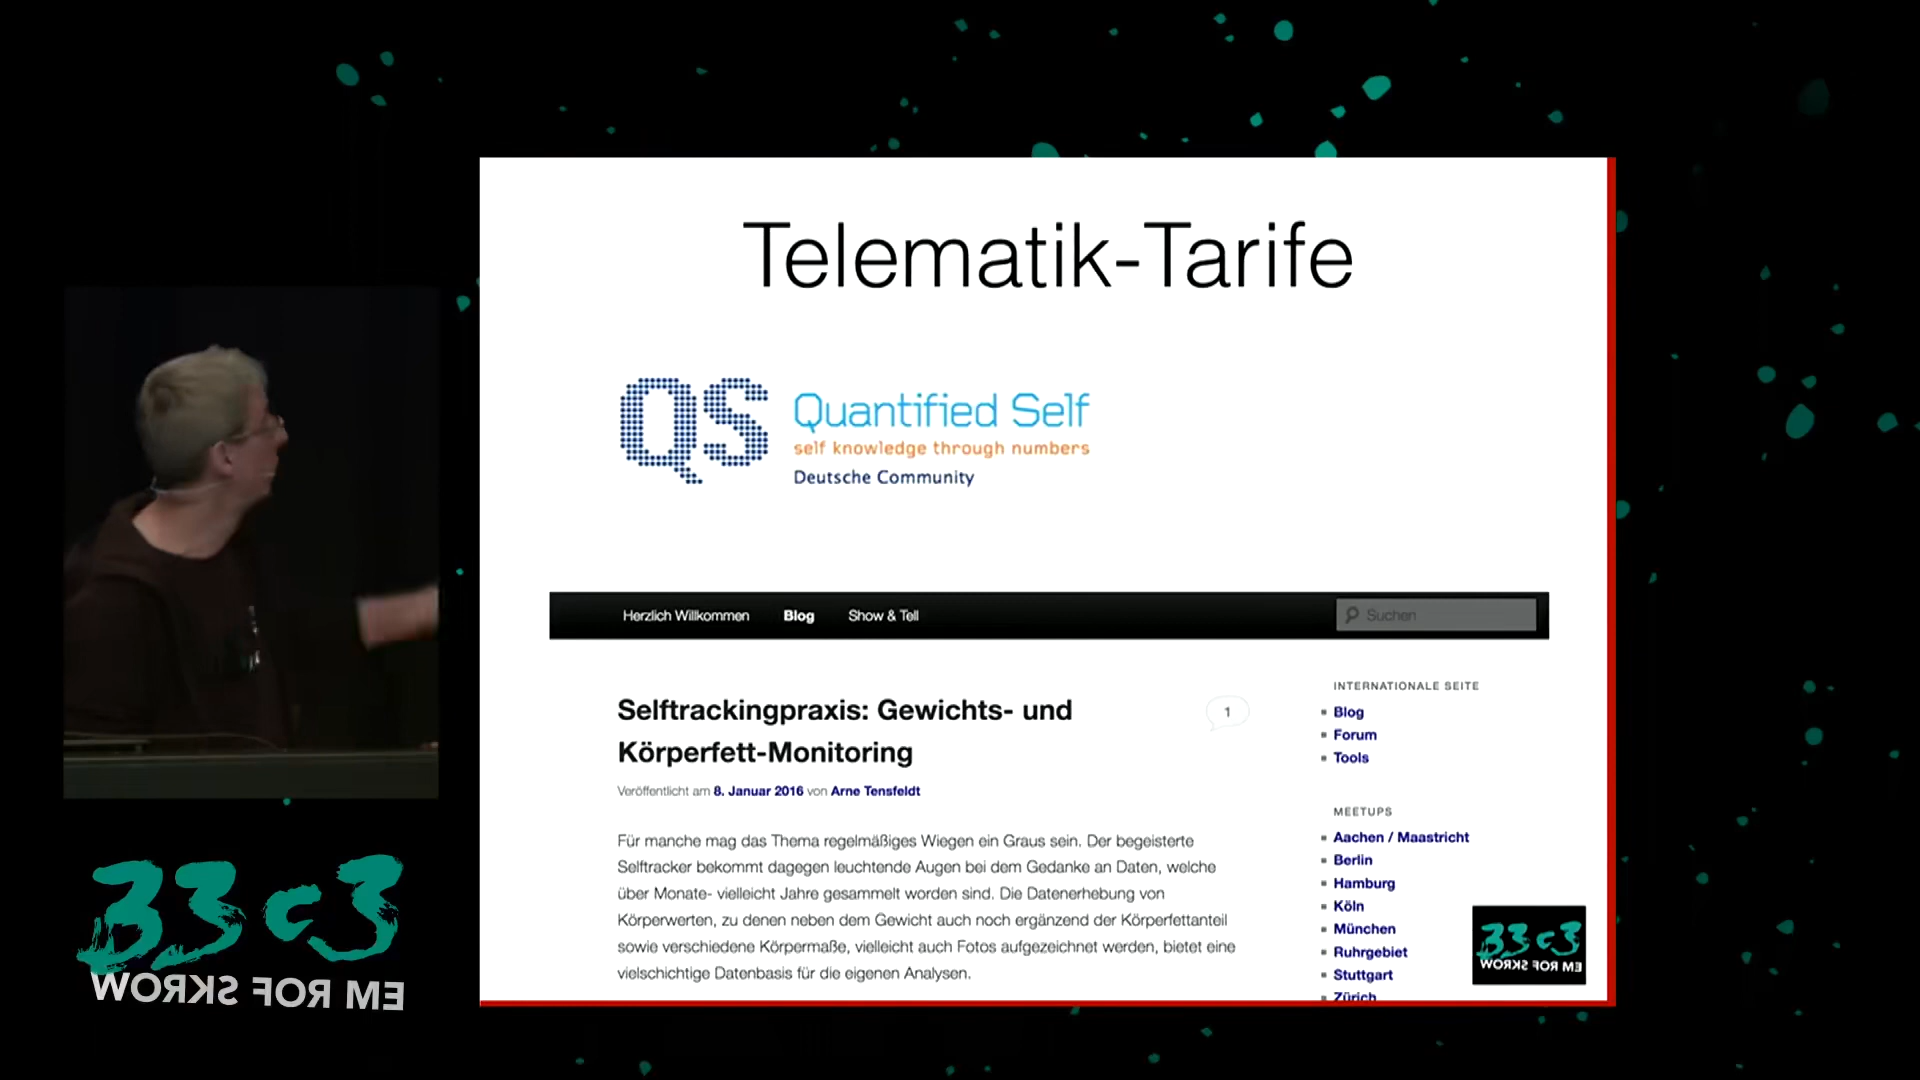 Telematik-Tarife
QS
Quantified Self
self knowledge through numbers
Deutsche Community
Herzlich Willkommen Blog Show & Tell
Suchen
Selftrackingpraxis: Gewichts- und
Körperfett-Monitoring
1
Veröffentlicht am 8. Januar 2016 von Arne Tensfeldt
Für manche mag das Thema regelmäßiges Wiegen ein Graus sein. Der begeisterte
Selftracker bekommt dagegen leuchtende Augen bei dem Gedanke an Daten, welche
über Monate- vielleicht Jahre gesammelt worden sind. Die Datenerhebung von
Körperwerten, zu denen neben dem Gewicht auch noch ergänzend der Körperfettanteil
sowie verschiedene Körpermaße, vielleicht auch Fotos aufgezeichnet werden, bietet eine
vielschichtige Datenbasis für die eigenen Analysen.
INTERNATIONALE SEITE
Blog
Forum
Tools
MEETUPS
Aachen / Maastricht
Berlin
Hamburg
Köln
München
Ruhrgebiet
Stuttgart
Zürich
33c3
WORKS FOR ME
33c3
WORKS FOR ME